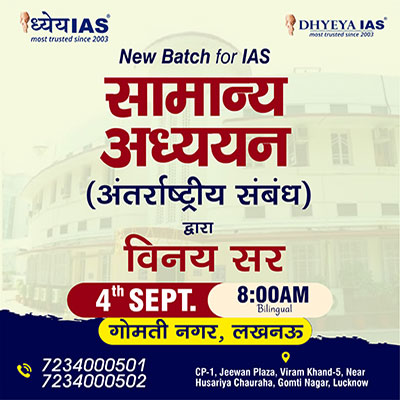 ध्येयIAS®
most trusted since 2003
DHYEYA IAS®
most trusted since 2003
New Batch for IAS
सामान्य
अध्ययन
(अंतर्राष्ट्रीय संबंध)
द्वारा
विनय सर
4th SEPT.
8:00AM
Bilingual
गोमती नगर, लखनऊ
7234000501
7234000502
CP-1, Jeewan Plaza, Viram Khand-5, Near
Husariya Chauraha, Gomti Nagar, Lucknow